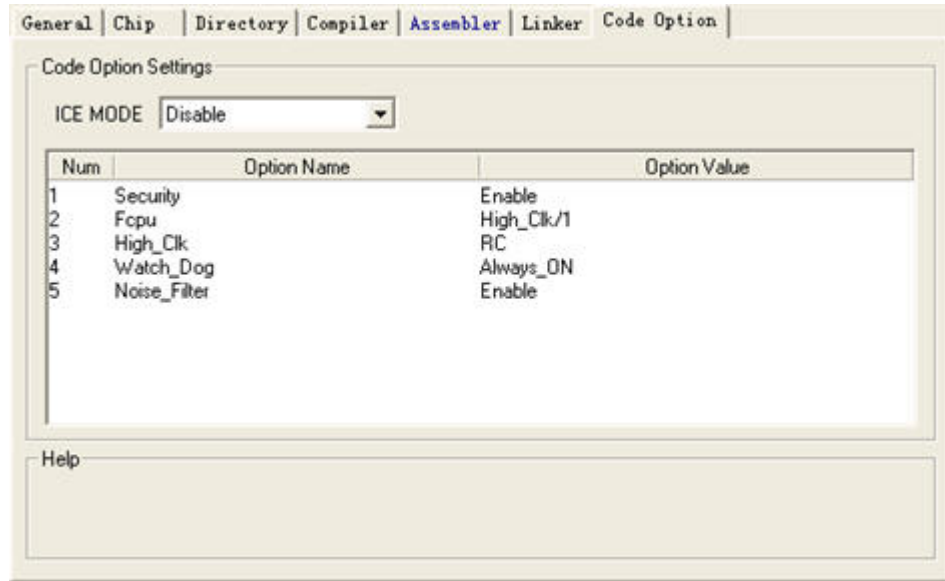 General Chip Directory Compiler Assenbler Linker Code Option
Code Option Settings
ICE MODE Disable
Num Option Name Option Value
1 Security Enable
2 Fcpu High_Clk/1
3 High_Clk RC
4 Watch_Dog Always_ON
5 Noise_Filter Enable
Help